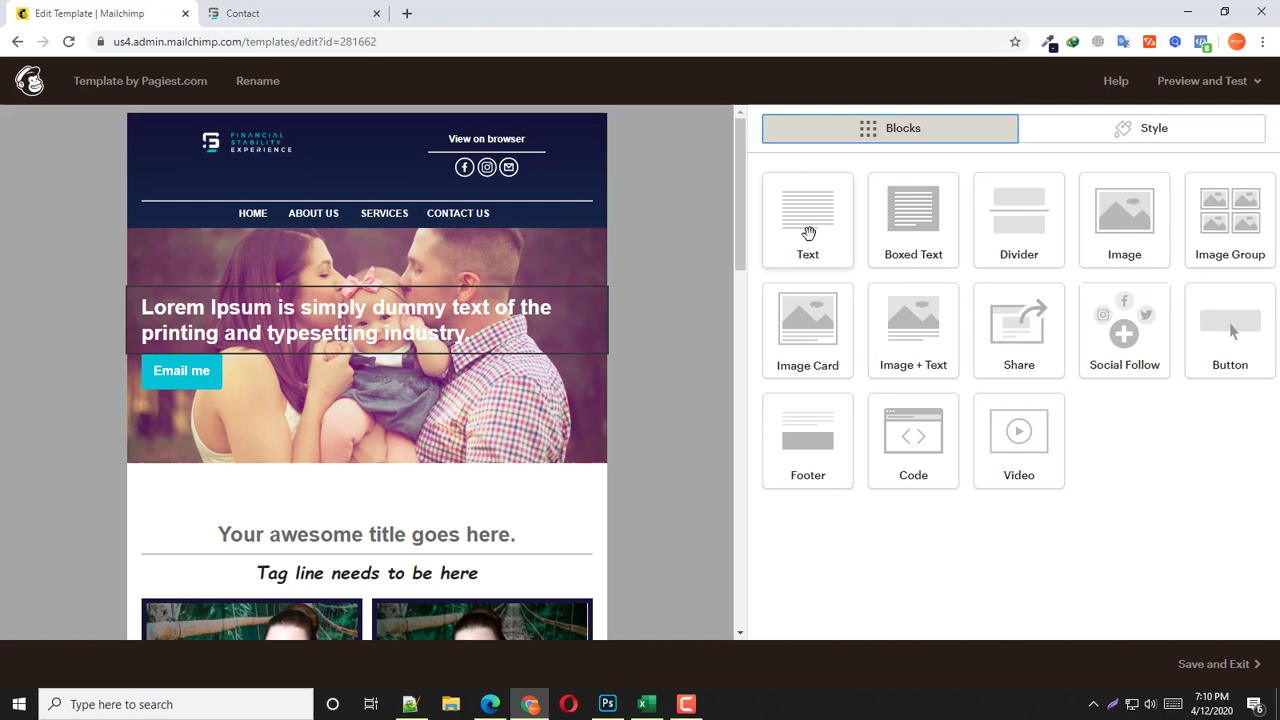 Edit Template | Mailchimp
Contact
us4.admin.mailchimp.com/templates/edit?id=281662
8
Template by Pagiest.com
Rename
Help
Preview and Test
FINANCIAL
STABILITY
EXPERIENCE
View on browser
HOME
ABOUT US
SERVICES
CONTACT US
Lorem Ipsum is simply dummy text of the
printing and typesetting industry.
Email me
Your awesome title goes here.
Tag line needs to be here
Blocks
Style
Text
Boxed Text
Divider
Image
Image Group
Image Card
Image + Text
Share
Social Follow
Button
Footer
Code
Video
Save and Exit
Type here to search
Ps
7:10 PM
4/12/2020
6